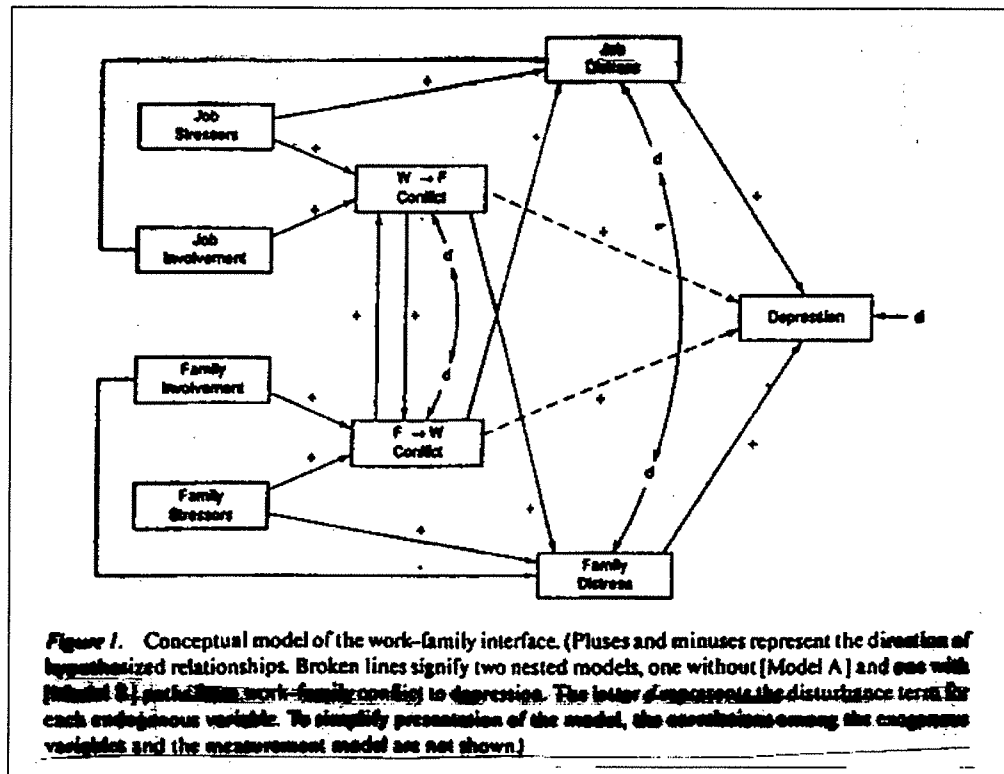 Job
Distress
+
Job
Stressors
+
+
W → F
Conflict
+
d
+
+
d
+
Job
Involvement
Depression
d
+
+
Family
Involvement
d
+
+
F → W
Conflict
+
d
Family
Stressors
+
+
+
Family
Distress
Figure 1. Conceptual model of the work–family interface. (Pluses and minuses represent the direction of
hypothesized relationships. Broken lines signify two nested models, one without [Model A] and one with
work–family conflict to depression. The letter d represents the disturbance term for
each endogenous variable. To simplify presentation of the model, the correlations among the exogenous
variables and the measurement model are not shown.)